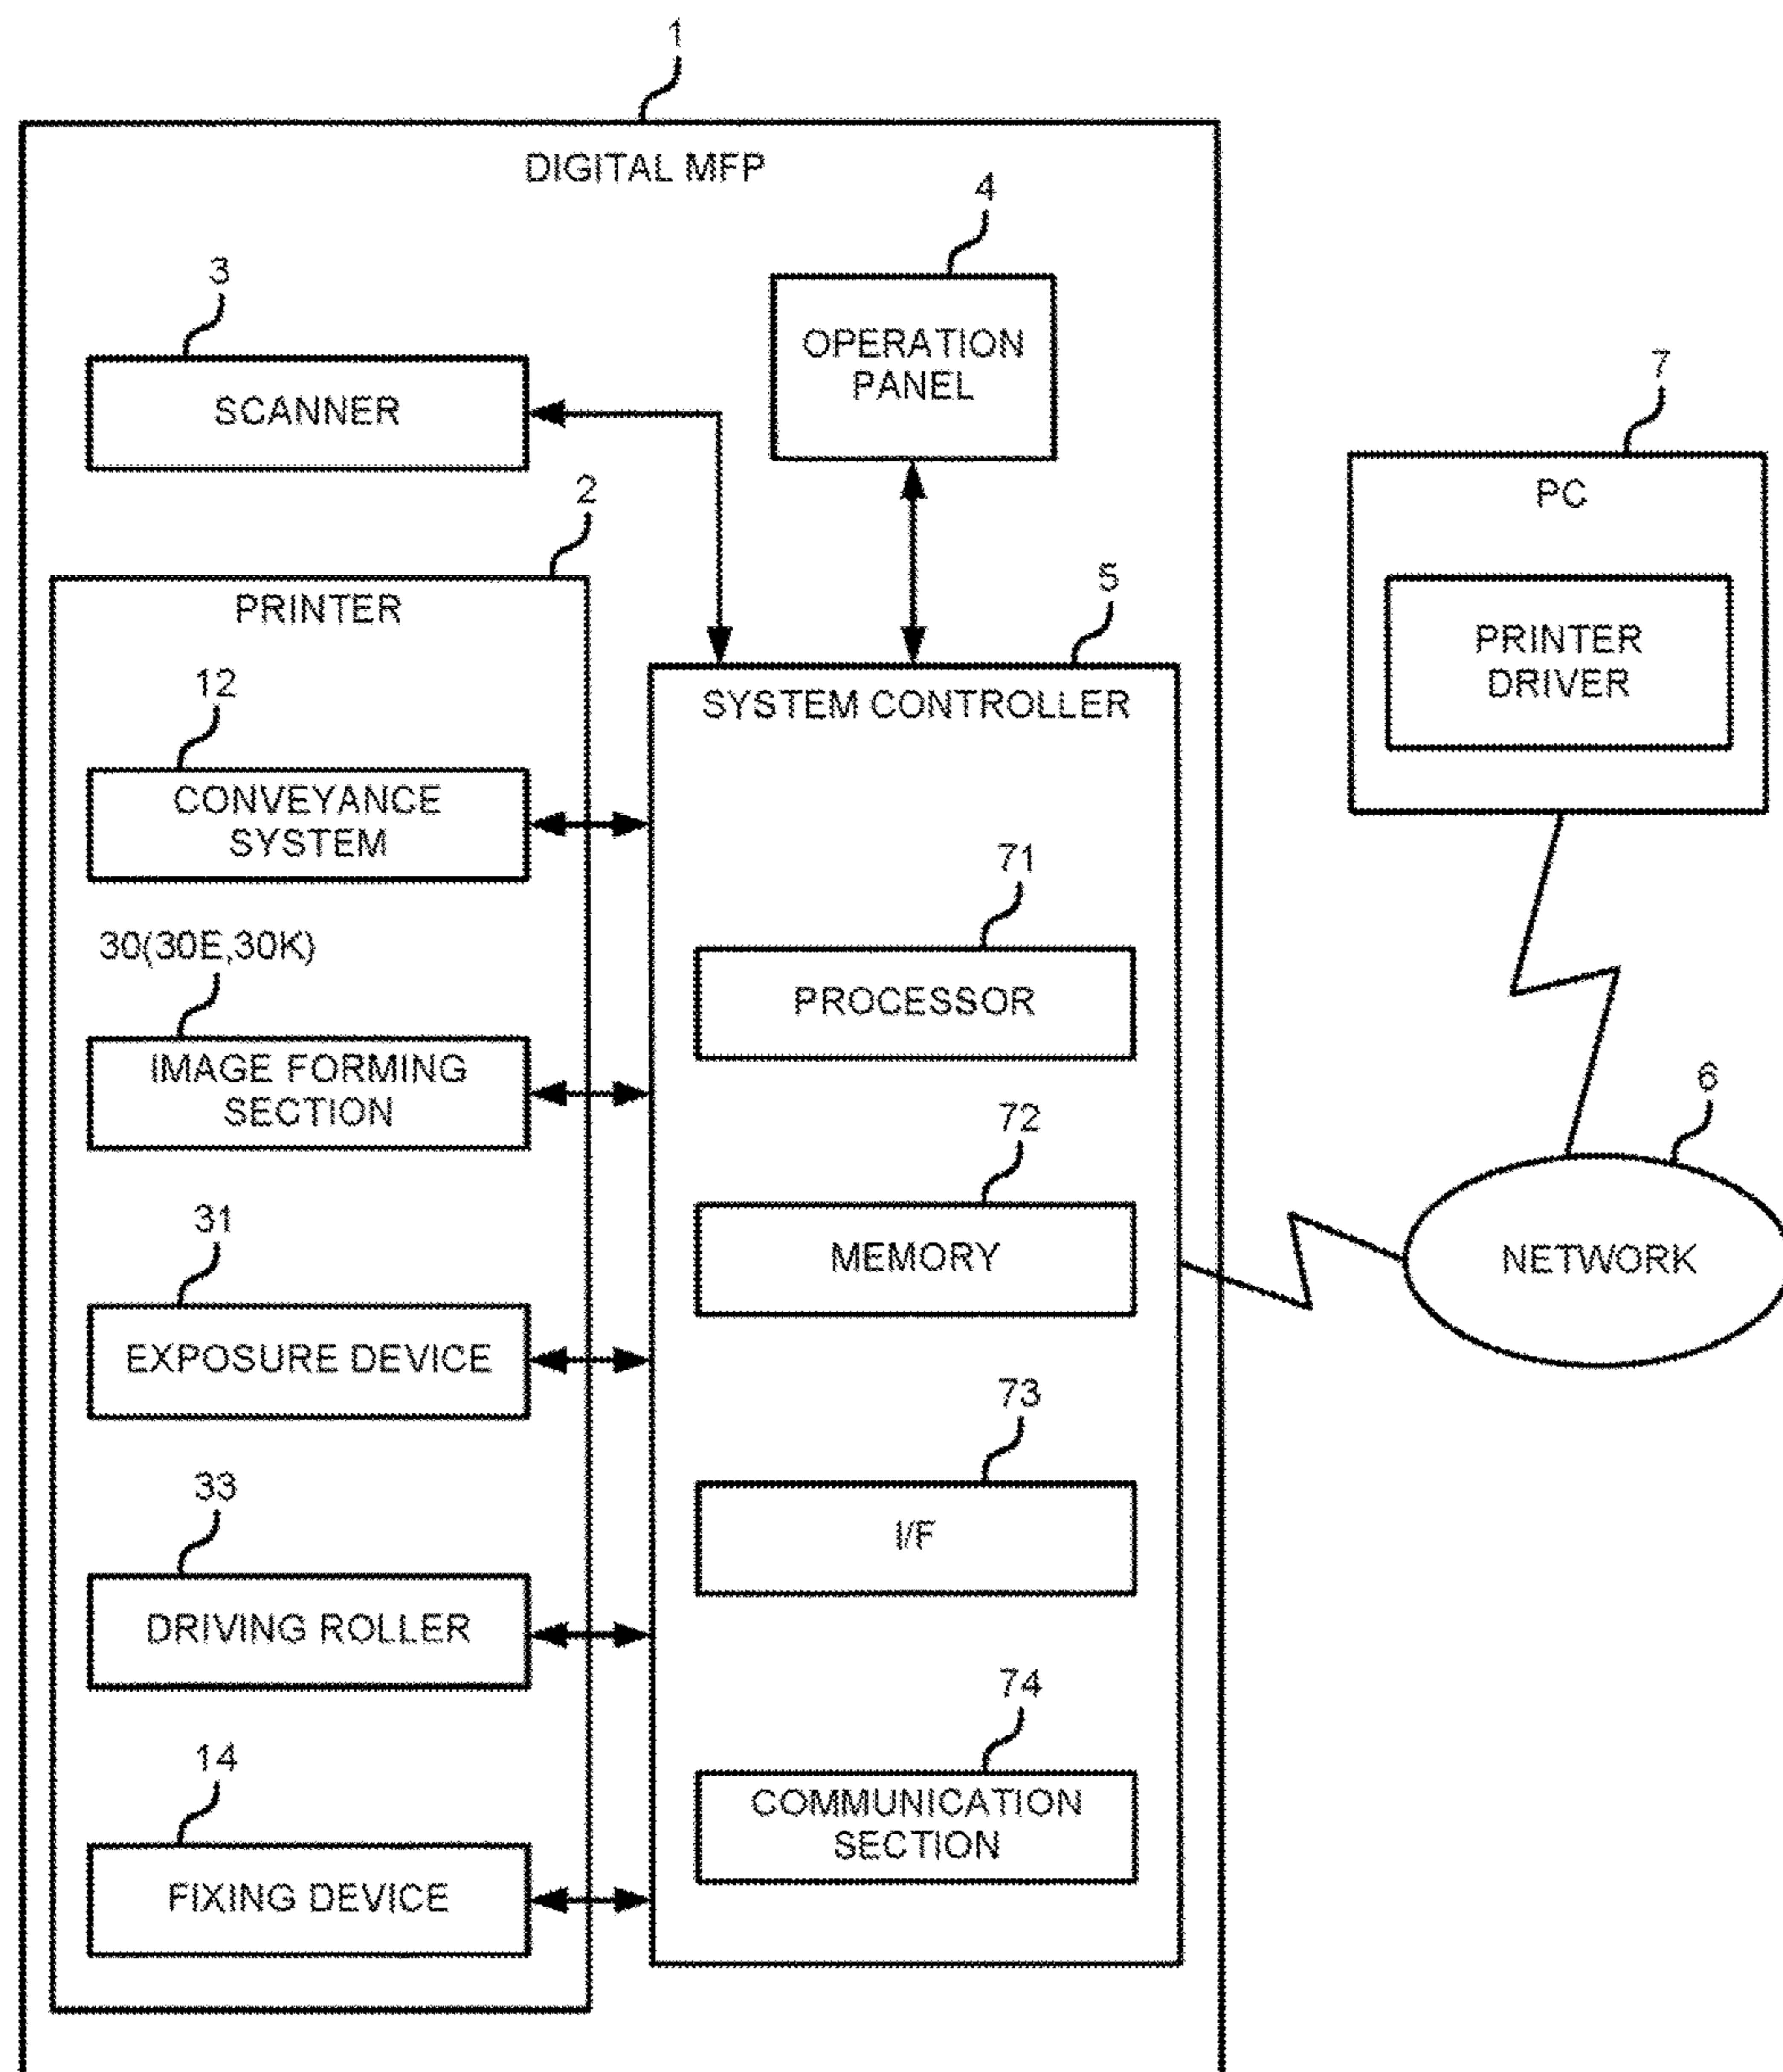 1
DIGITAL MFP
4
3
OPERATION
PANEL
SCANNER
7
PC
2
PRINTER
5
PRINTER
DRIVER
12
SYSTEM CONTROLLER
CONVEYANCE
SYSTEM
71
30(30E,30K)
PROCESSOR
IMAGE FORMING
SECTION
6
72
31
MEMORY
NETWORK
EXPOSURE DEVICE
73
33
I/F
DRIVING ROLLER
74
14
COMMUNICATION
SECTION
FIXING DEVICE